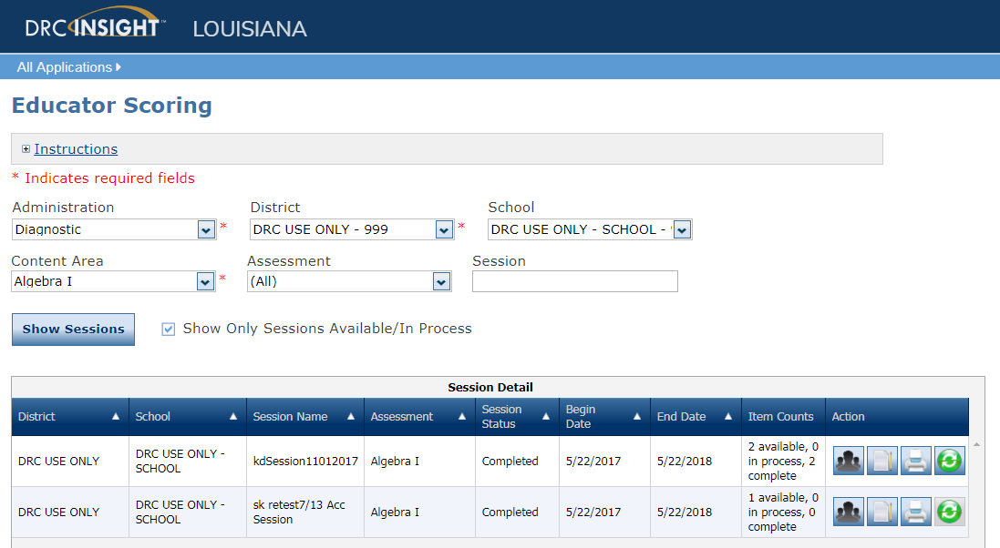 DRC INSIGHT™ LOUISIANA
All Applications
Educator Scoring
Instructions
* Indicates required fields
Administration District School
Diagnostic * DRC USE ONLY - 999 * DRC USE ONLY - SCHOOL -
Content Area Assessment Session
Algebra I * (All)
Show Sessions Show Only Sessions Available/In Process
Session Detail
District School Session Name Assessment Session Status Begin Date End Date Item Counts Action
DRC USE ONLY DRC USE ONLY - SCHOOL kdSession11012017 Algebra I Completed 5/22/2017 5/22/2018 2 available, 0 in process, 2 complete
DRC USE ONLY DRC USE ONLY - SCHOOL sk retest7/13 Acc Session Algebra I Completed 5/22/2017 5/22/2018 1 available, 0 in process, 0 complete